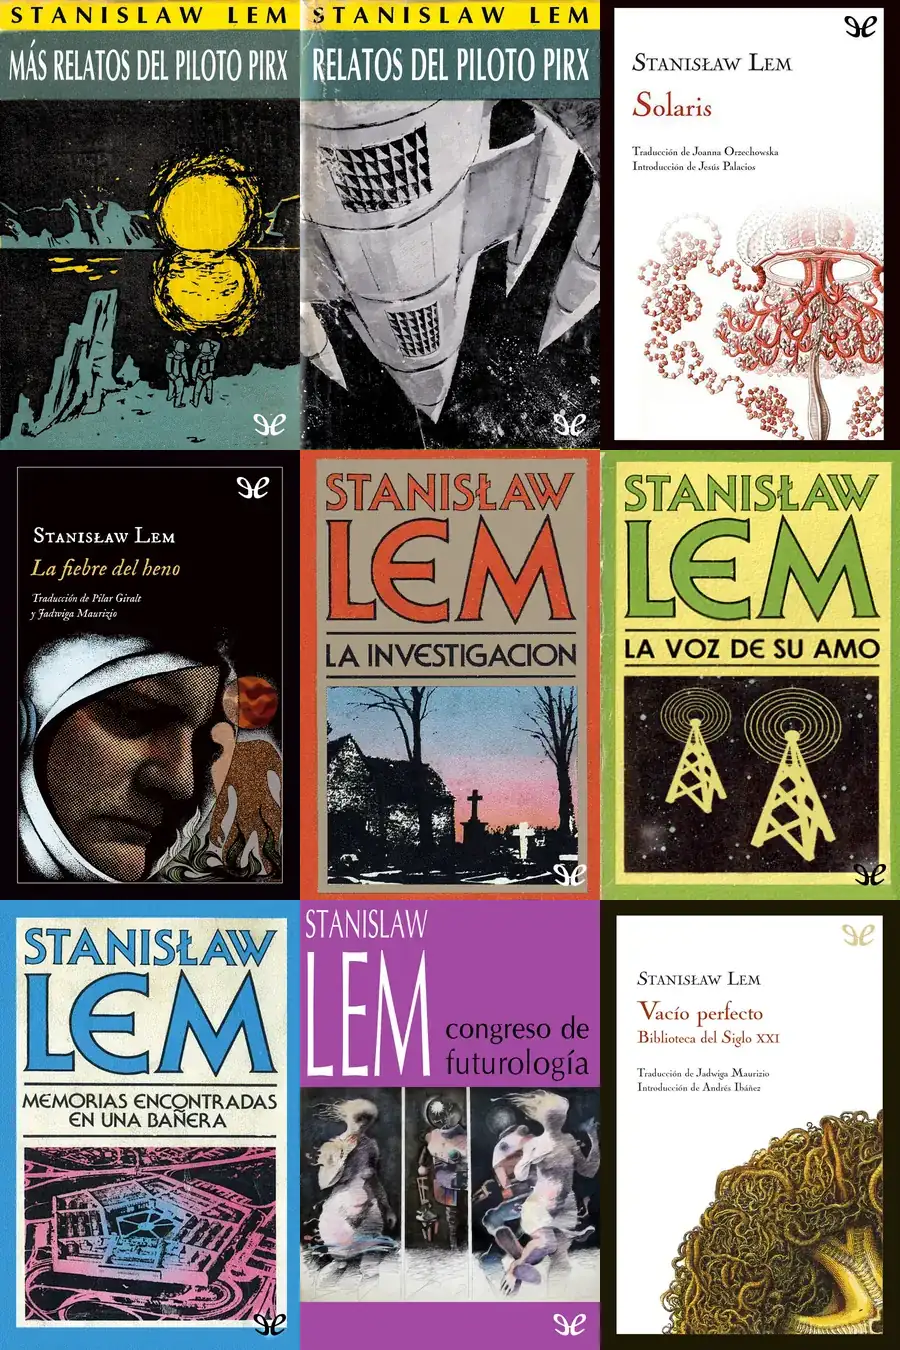 STANISLAW LEM
MÁS RELATOS DEL PILOTO PIRX
STANISLAW LEM
RELATOS DEL PILOTO PIRX
STANISŁAW LEM
Solaris
Traducción de Joanna Orzechowska
Introducción de Jesús Palacios
STANISŁAW LEM
La fiebre del heno
Traducción de Pilar Giralt
y Jadwiga Maurizio
STANISŁAW
LEM
LA INVESTIGACION
STANISŁAW
LEM
LA VOZ DE SU AMO
STANISŁAW
LEM
MEMORIAS ENCONTRADAS
EN UNA BAÑERA
STANISLAW
LEM
congreso de
futurología
STANISŁAW LEM
Vacío perfecto
Biblioteca del Siglo XXI
Traducción de Jadwiga Maurizio
Introducción de Andrés Ibáñez